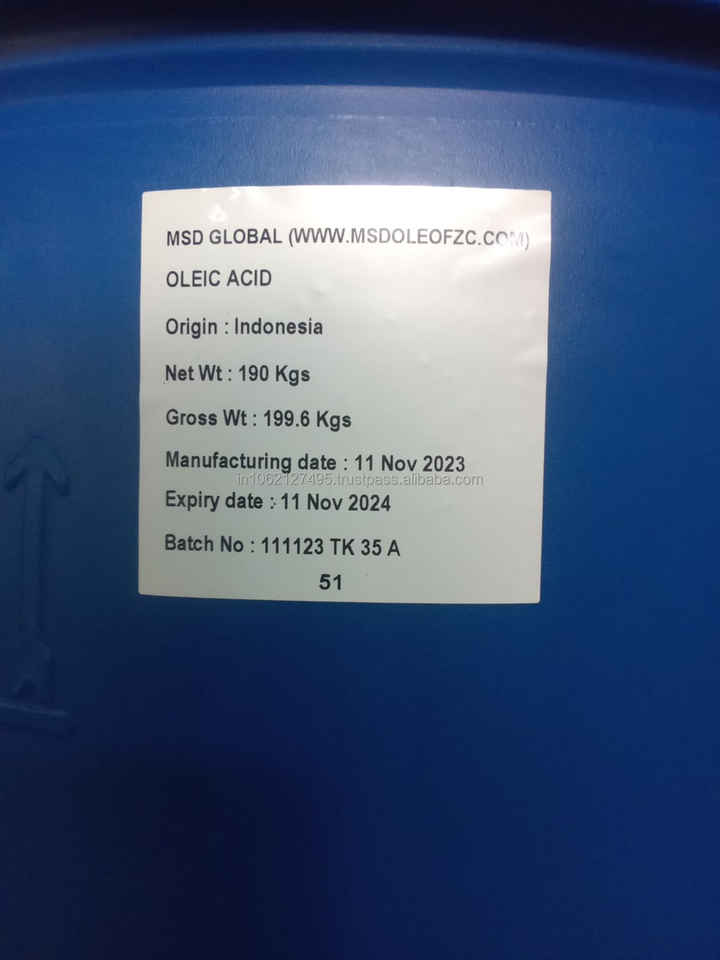 MSD GLOBAL (WWW.MSDOLEOFZC.COM)
OLEIC ACID
Origin : Indonesia
Net Wt : 190 Kgs
Gross Wt : 199.6 Kgs
Manufacturing date : 11 Nov 2023
in1062127495.trustpass.alibaba.com
Expiry date : 11 Nov 2024
Batch No : 111123 TK 35 A
51